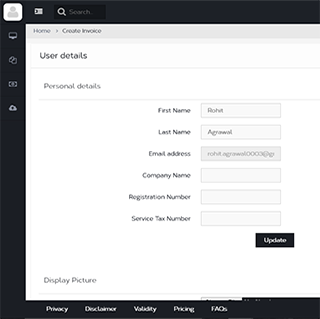 Search..
Home > Create Invoice
User details
Personal details
First Name Rohit
Last Name Agrawal
Email address rohit.agrawal0003@g
Company Name
Registration Number
Service Tax Number
Update
Display Picture
Privacy Disclaimer Validity Pricing FAQs